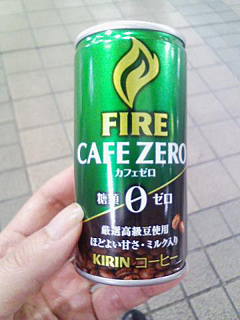 FIRE
CAFE ZERO
カフェゼロ
糖類0ゼロ
厳選高級豆使用
ほどよい甘さ・ミルク入り
KIRIN コーヒー